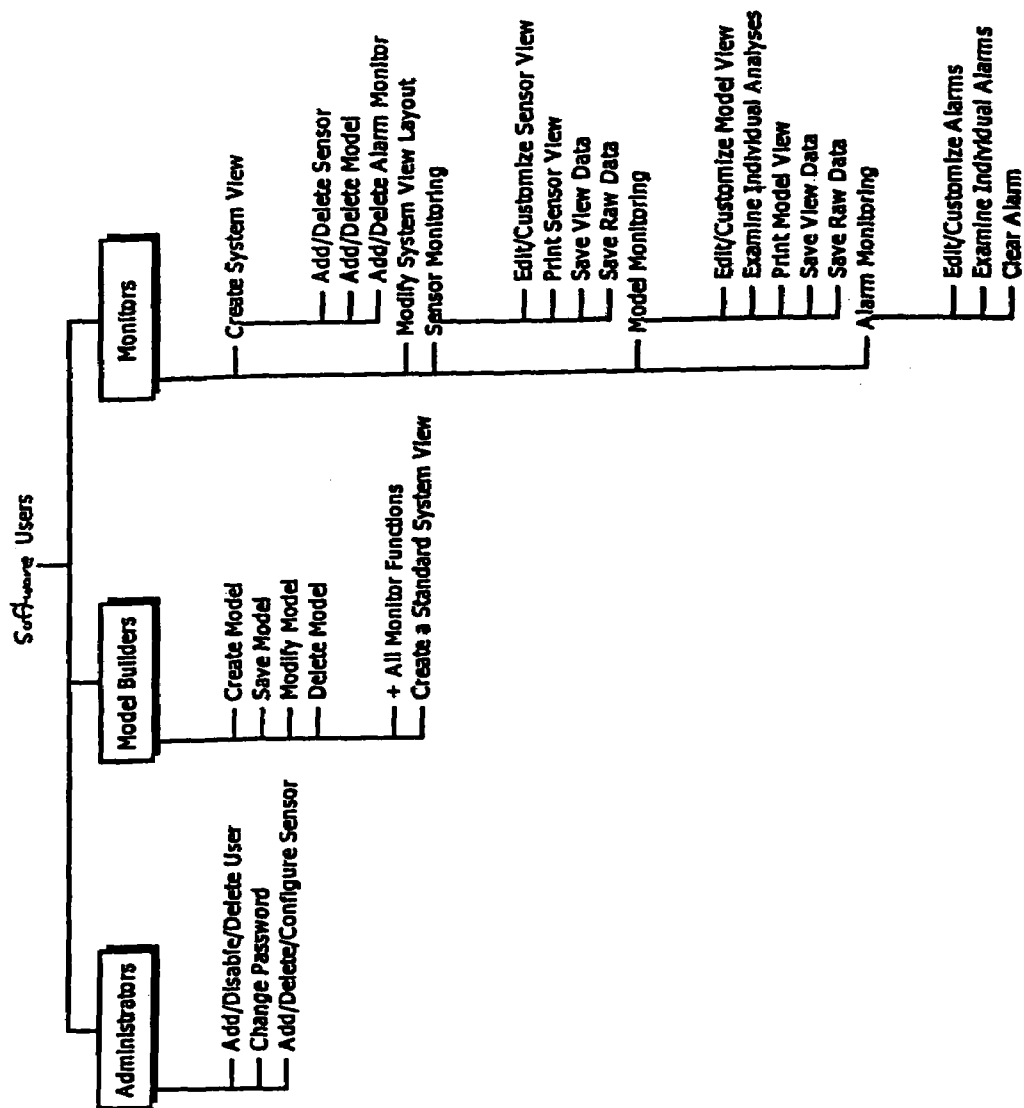 Software Users
Administrators
Add/Disable/Delete User
Change Password
Add/Delete/Configure Sensor
Model Builders
Create Model
Save Model
Modify Model
Delete Model
+ All Monitor Functions
Create a Standard System View
Monitors
Create System View
Add/Delete Sensor
Add/Delete Model
Add/Delete Alarm Monitor
Modify System View Layout
Sensor Monitoring
Edit/Customize Sensor View
Print Sensor View
Save View Data
Save Raw Data
Model Monitoring
Edit/Customize Model View
Examine Individual Analyses
Print Model View
Save View Data
Save Raw Data
Alarm Monitoring
Edit/Customize Alarms
Examine Individual Alarms
Clear Alarm